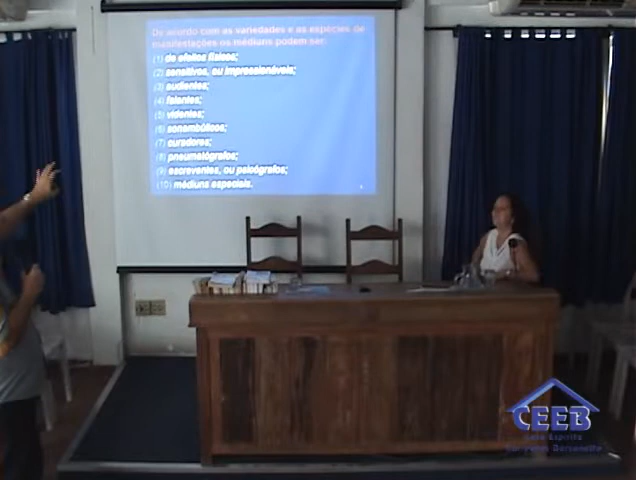 De acordo com as variedades e as espécies de
manifestações os médiuns podem ser:
(1) de efeitos físicos;
(2) sensitivos, ou impressionáveis;
(3) audientes;
(4) falantes;
(5) videntes;
(6) sonambúlicos;
(7) curadores;
(8) pneumatógrafos;
(9) escreventes, ou psicógrafos;
(10) médiuns especiais.
CEEB